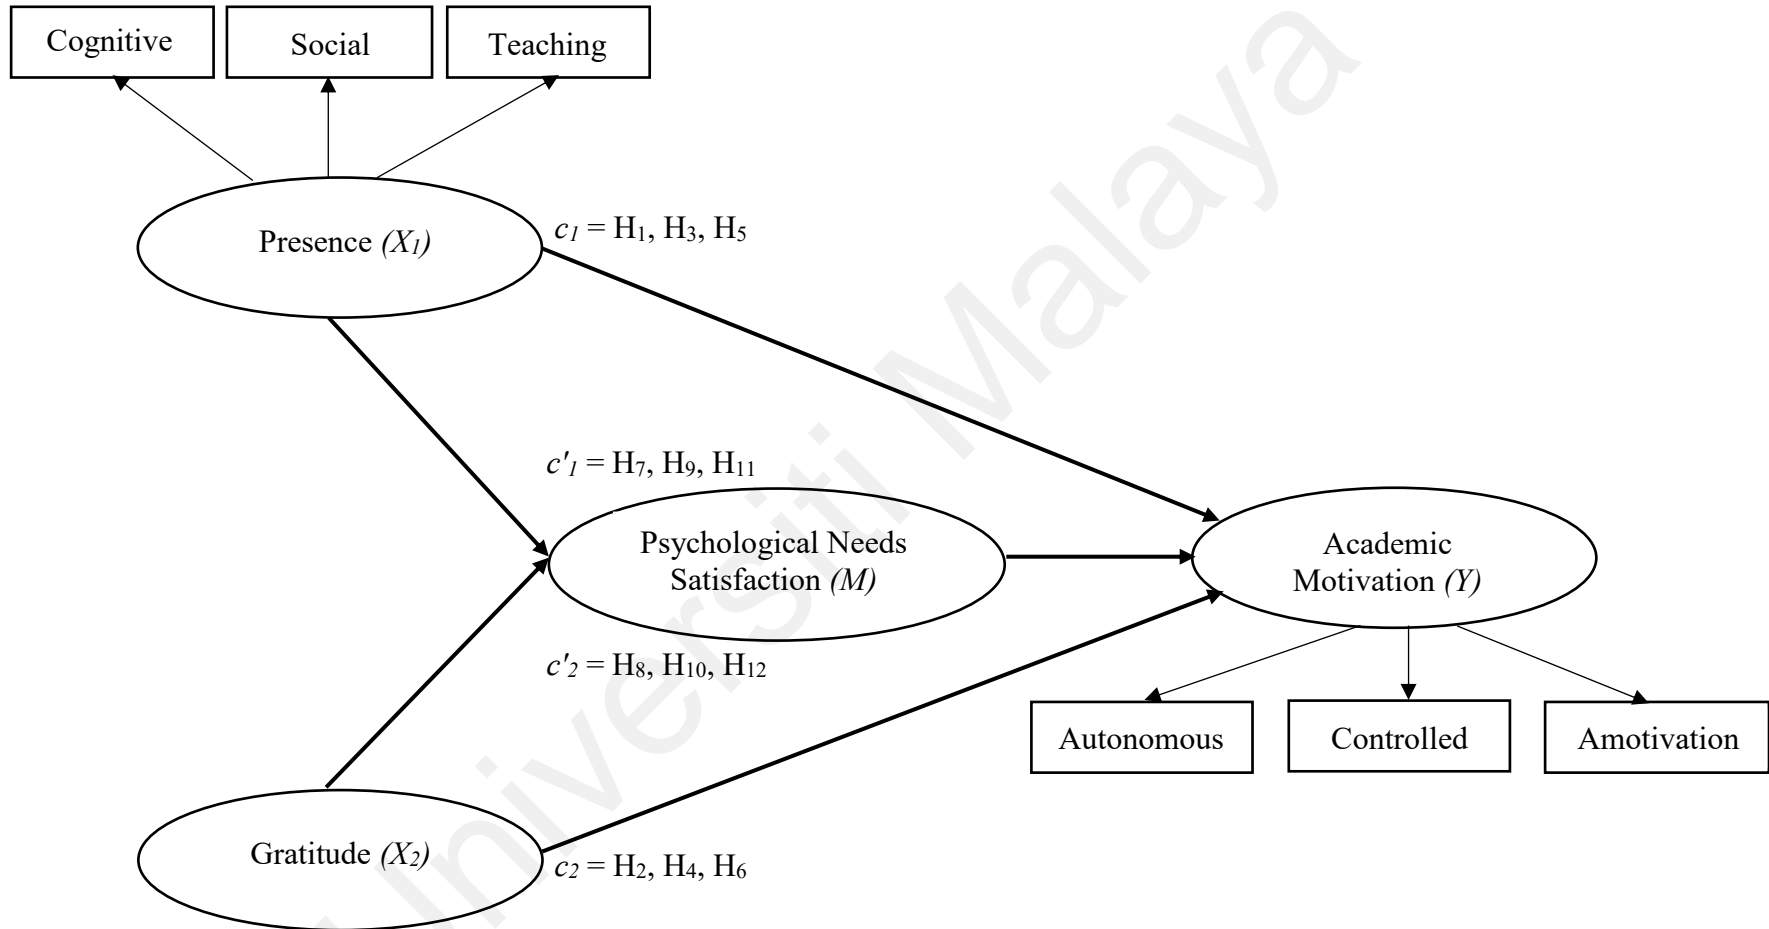 Cognitive
Social
Teaching
Presence (X₁)
c₁ = H₁, H₃, H₅
c'₁ = H₇, H₉, H₁₁
Psychological Needs
Satisfaction (M)
Academic
Motivation (Y)
c'₂ = H₈, H₁₀, H₁₂
Autonomous
Controlled
Amotivation
Gratitude (X₂)
c₂ = H₂, H₄, H₆
Universiti Malaya